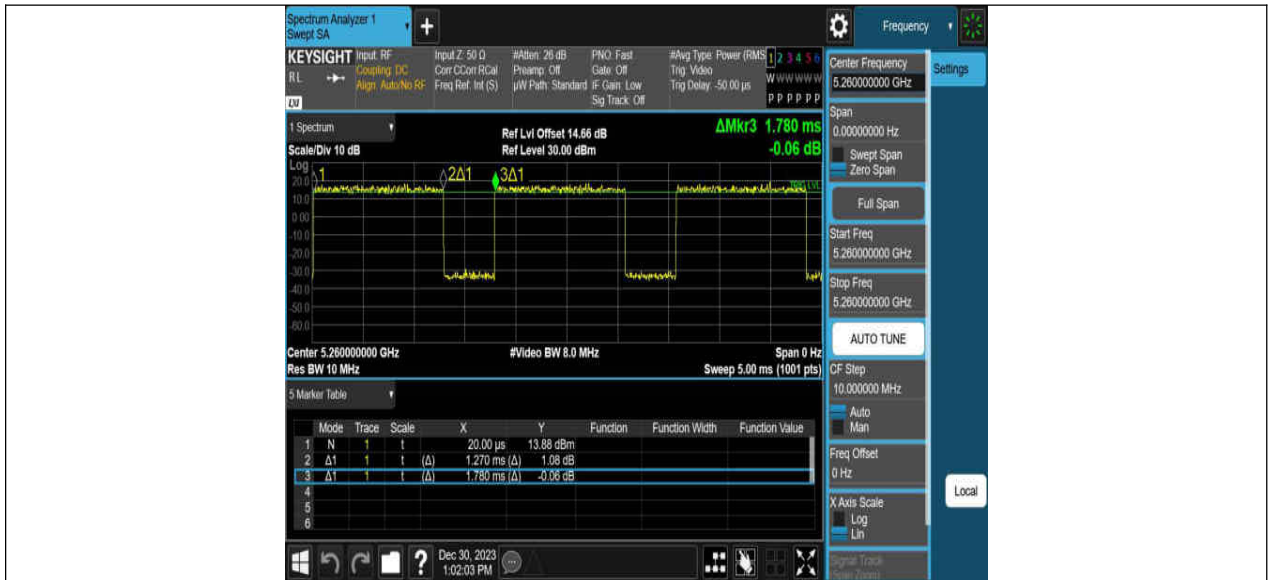 Spectrum Analyzer 1
Swept SA
+
Frequency
KEYSIGHT
RL
Input: RF
Coupling: DC
Align: Auto/No RF
Input Z: 50 Ω
Corr CCorr RCal
Freq Ref: Int (S)
#Atten: 26 dB
Preamp: Off
µW Path: Standard
PNO: Fast
Gate: Off
IF Gain: Low
Sig Track: Off
#Avg Type: Power (RMS
Trig: Video
Trig Delay: -50.00 µs
1 2 3 4 5 6
W W W W W W
P P P P P P
Center Frequency
5.260000000 GHz
Settings
Span
0.00000000 Hz
Swept Span
Zero Span
Full Span
Start Freq
5.260000000 GHz
Stop Freq
5.260000000 GHz
AUTO TUNE
CF Step
10.000000 MHz
Auto
Man
Freq Offset
0 Hz
X Axis Scale
Log
Lin
Signal Track
(Span Zoom)
Local
1 Spectrum
Scale/Div 10 dB
Ref Lvl Offset 14.66 dB
Ref Level 30.00 dBm
ΔMkr3 1.780 ms
-0.06 dB
Log
1
2Δ1
3Δ1
20.0
10.0
0.00
-10.0
-20.0
-30.0
-40.0
-50.0
-60.0
Center 5.260000000 GHz
#Video BW 8.0 MHz
Span 0 Hz
Res BW 10 MHz
Sweep 5.00 ms (1001 pts)
5 Marker Table
Mode Trace Scale X Y Function Function Width Function Value
1 N 1 t 20.00 µs 13.88 dBm
2 Δ1 1 t (Δ) 1.270 ms (Δ) 1.08 dB
3 Δ1 1 t (Δ) 1.780 ms (Δ) -0.06 dB
4
5
6
?
Dec 30, 2023
1:02:03 PM